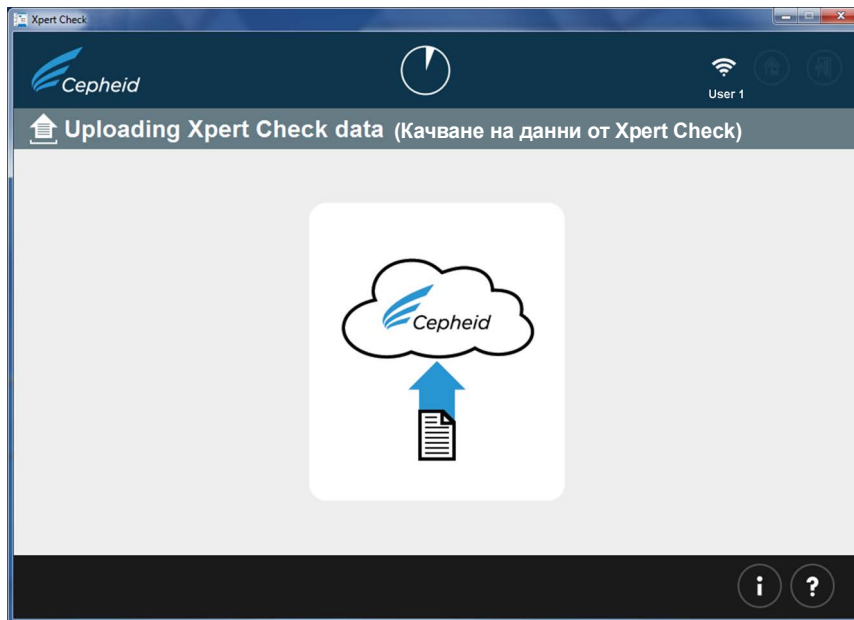 Xpert Check
Cepheid
User 1
Uploading Xpert Check data (Качване на данни от Xpert Check)
Cepheid
i ?